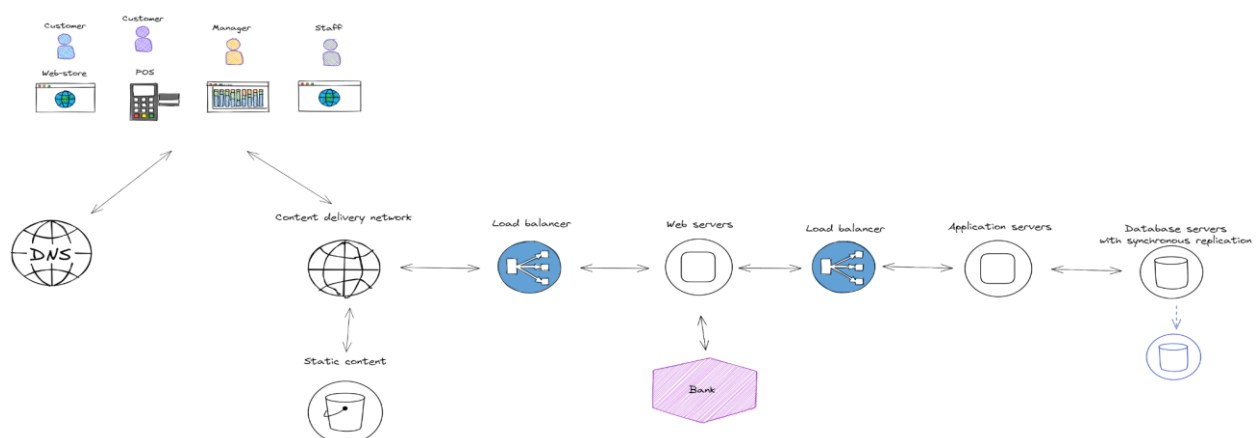 Customer
Customer
Manager
Staff
Web-store
POS
DNS
Content delivery network
Load balancer
Web servers
Load balancer
Application servers
Database servers
with synchronous replication
Static content
Bank